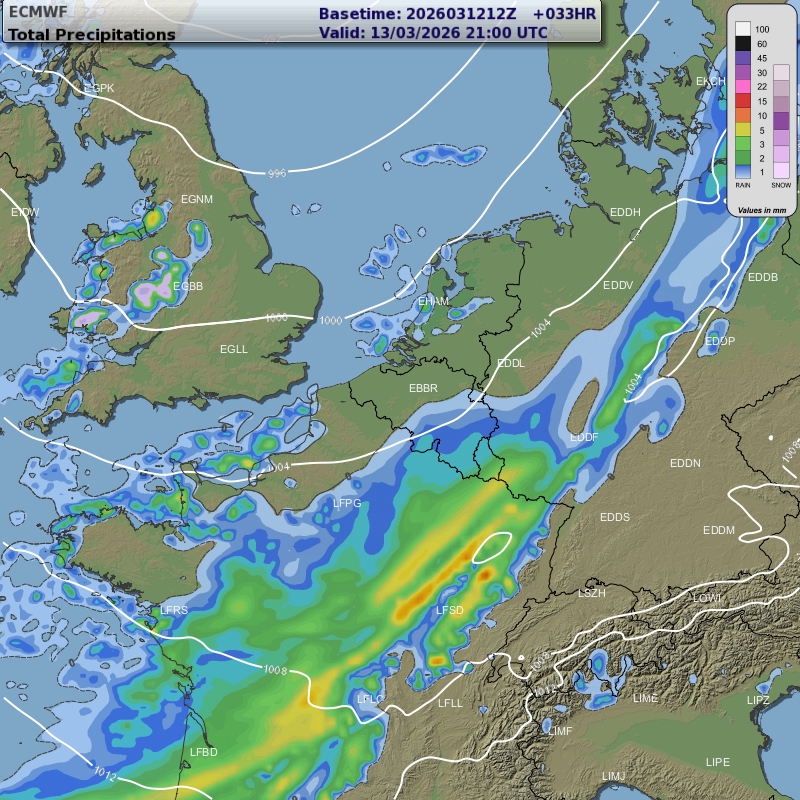 ECMWF
Basetime: 2026031212Z +033HR
Total Precipitations
Valid: 13/03/2026 21:00 UTC
100
60
45
30
22
15
10
5
3
2
1
RAIN SNOW
Values in mm
EGPK
EKCH
996
EIDW
EGNM
EDDH
EGBB
EDDV
EDDB
EHAM
1000
1000
1004
EDDP
EGLL
EDDL
EBBR
1004
EDDF
1008
1004
EDDN
LFPG
EDDS
EDDM
LFRS
LFSD
LSZH
LOWI
1008
1008
1012
LFLC
LFLL
LIME
LIPZ
LIMF
LFBD
LIPE
1012
LIMJ